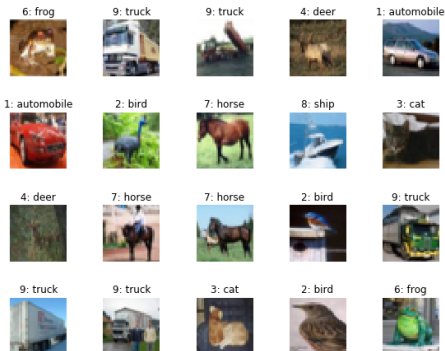 6: frog 9: truck 9: truck 4: deer 1: automobile
1: automobile 2: bird 7: horse 8: ship 3: cat
4: deer 7: horse 7: horse 2: bird 9: truck
9: truck 9: truck 3: cat 2: bird 6: frog